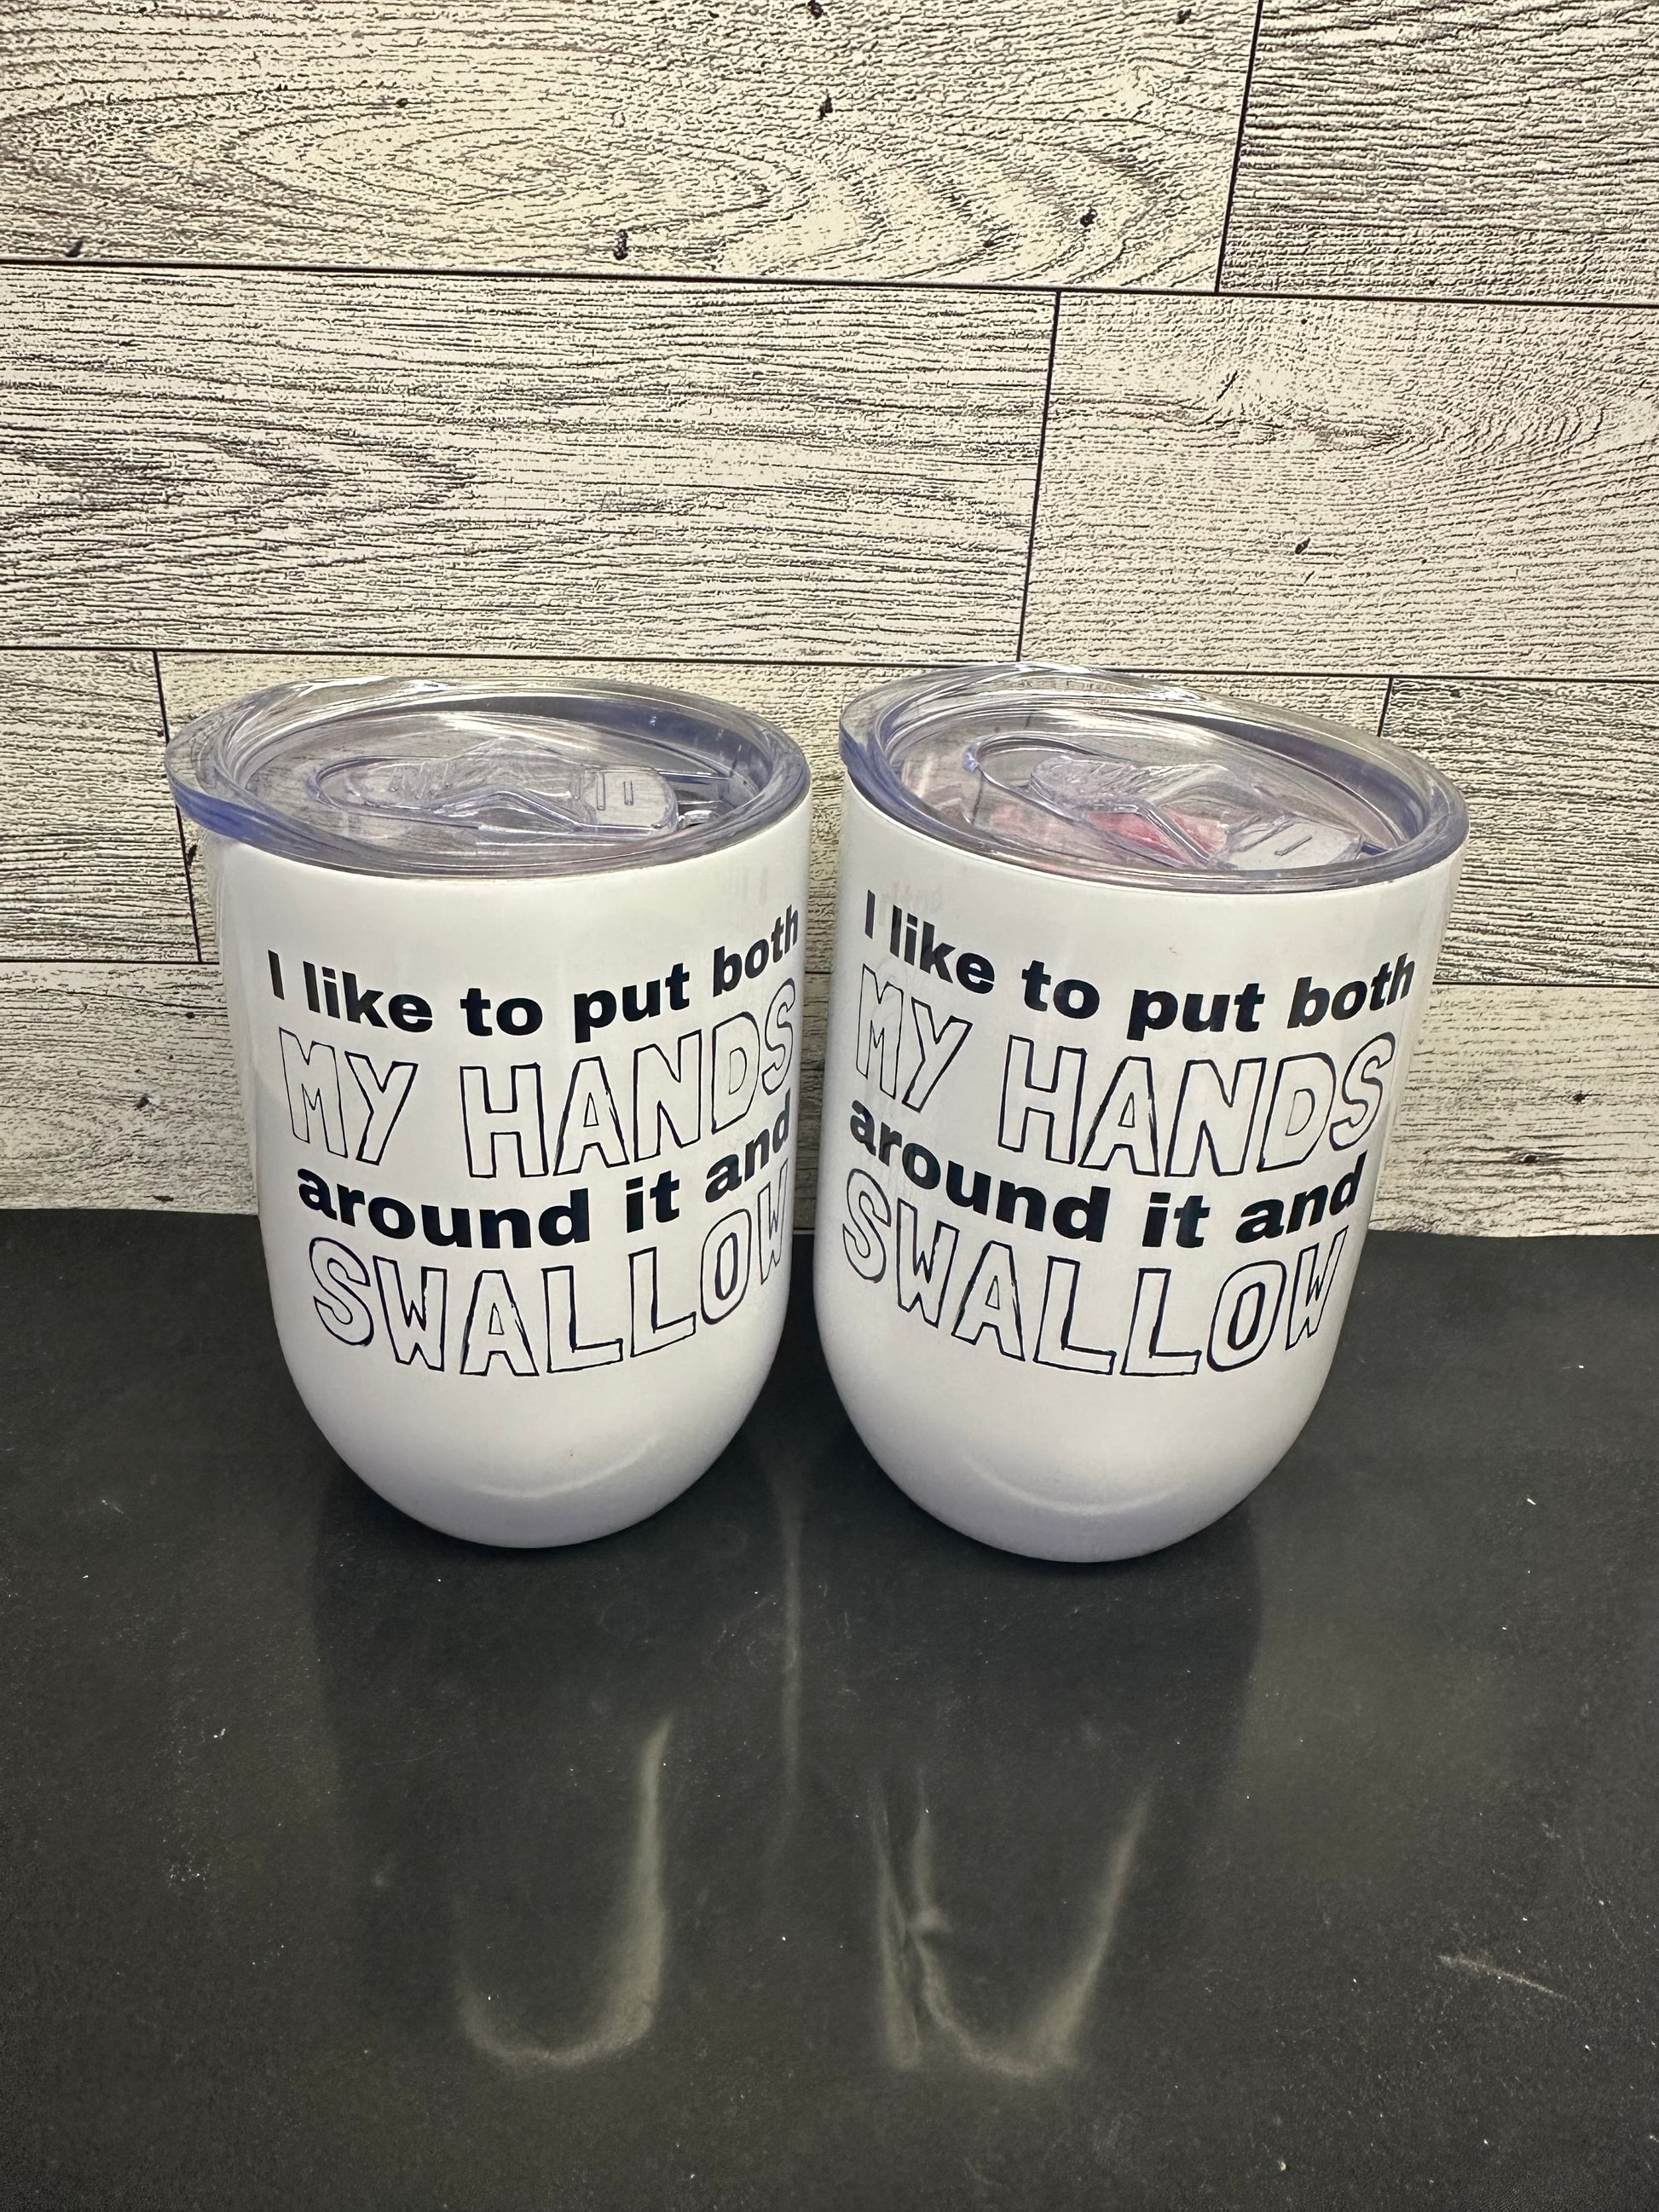 I like to put both
MY HANDS
around it and
SWALLOW
I like to put both
MY HANDS
around it and
SWALLOW